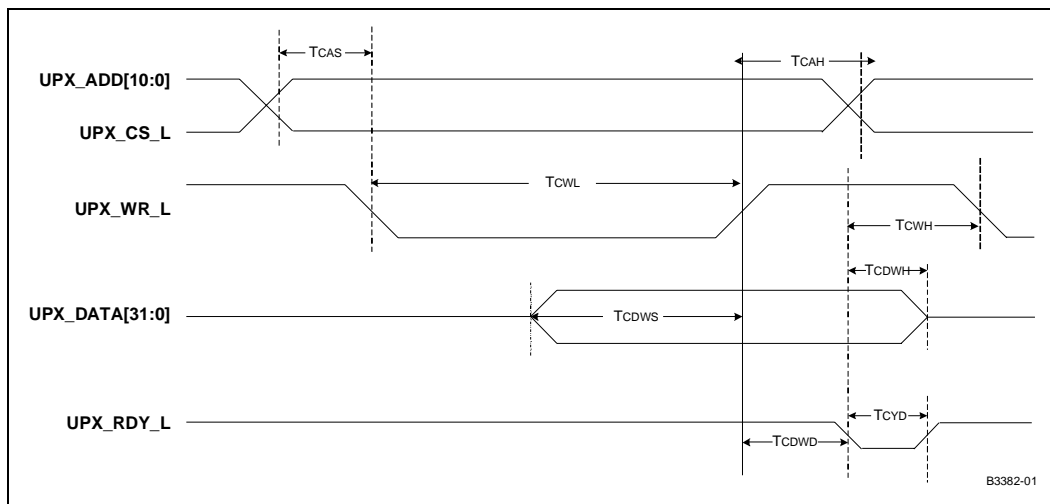 TCAS
TCAH
UPX_ADD[10:0]
UPX_CS_L
TCWL
UPX_WR_L
TCWH
TCDWH
UPX_DATA[31:0]
TCDWS
UPX_RDY_L
TCYD
TCDWD
B3382-01